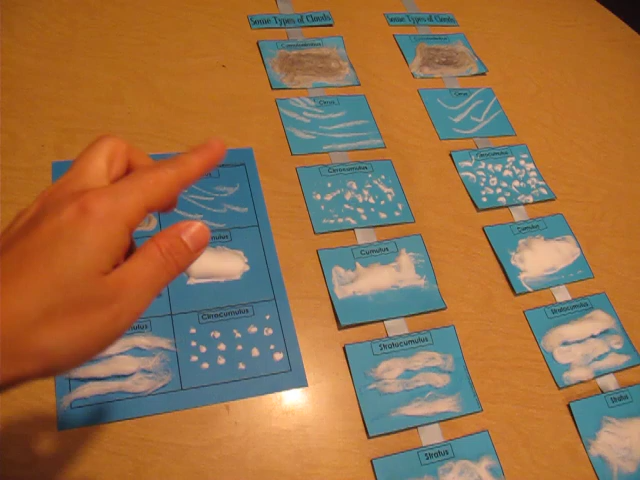 Some Types of Clouds
Cumulonimbus
Cirrus
Cirrocumulus
Cumulus
Stratocumulus
Stratus
Some Types of Clouds
Cumulonimbus
Cirrus
Cirrocumulus
Cumulus
Stratocumulus
Stratus
Cirrocumulus